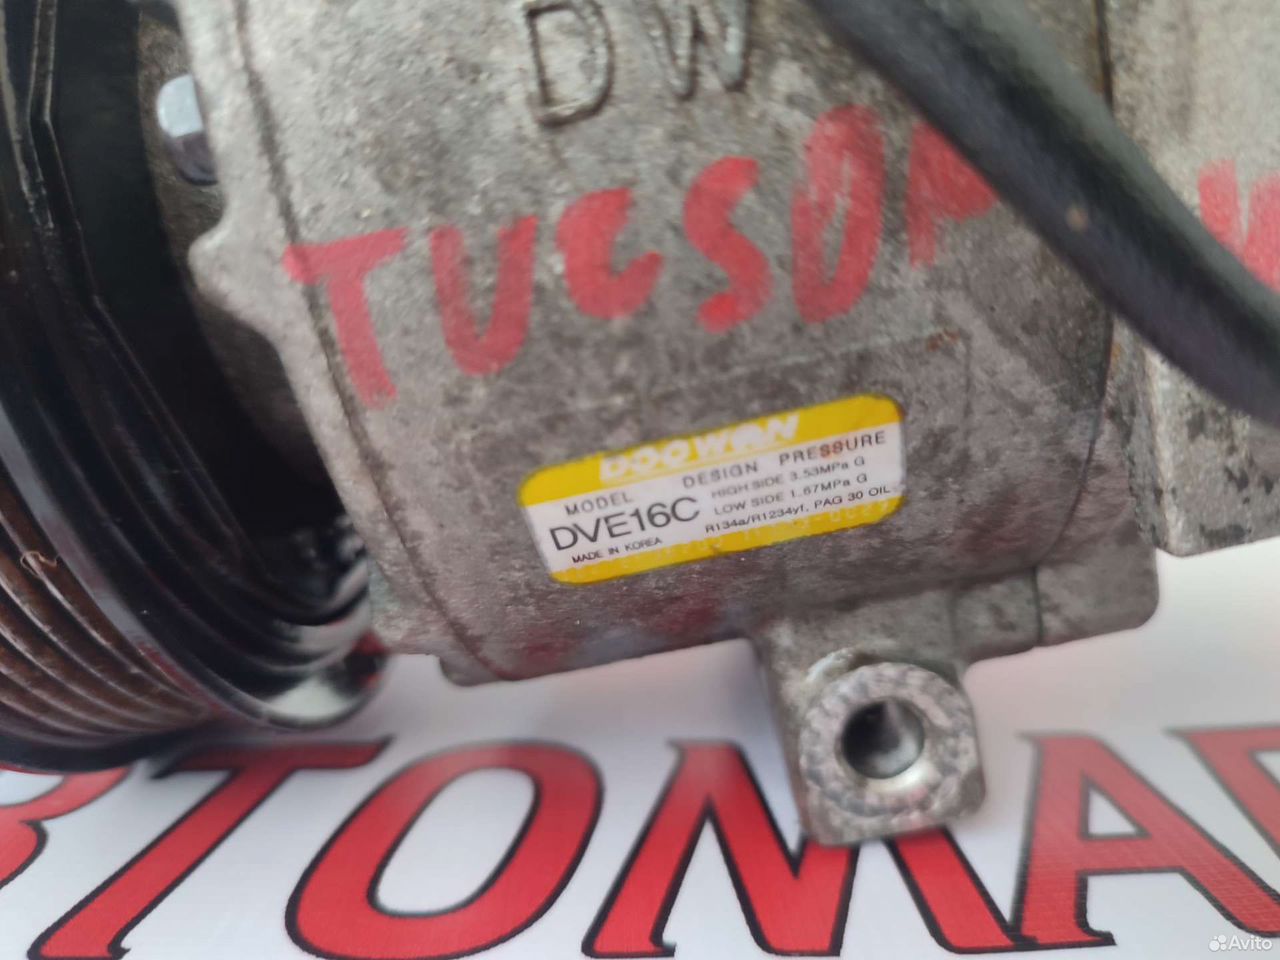 DW
TUCSON
DOOWON
MODEL DESIGN PRESSURE
DVE16C HIGH SIDE 3.53MPa G
LOW SIDE 1.67MPa G
MADE IN KOREA R134a/R1234yf, PAG 30 OIL
ВТОМА
Avito